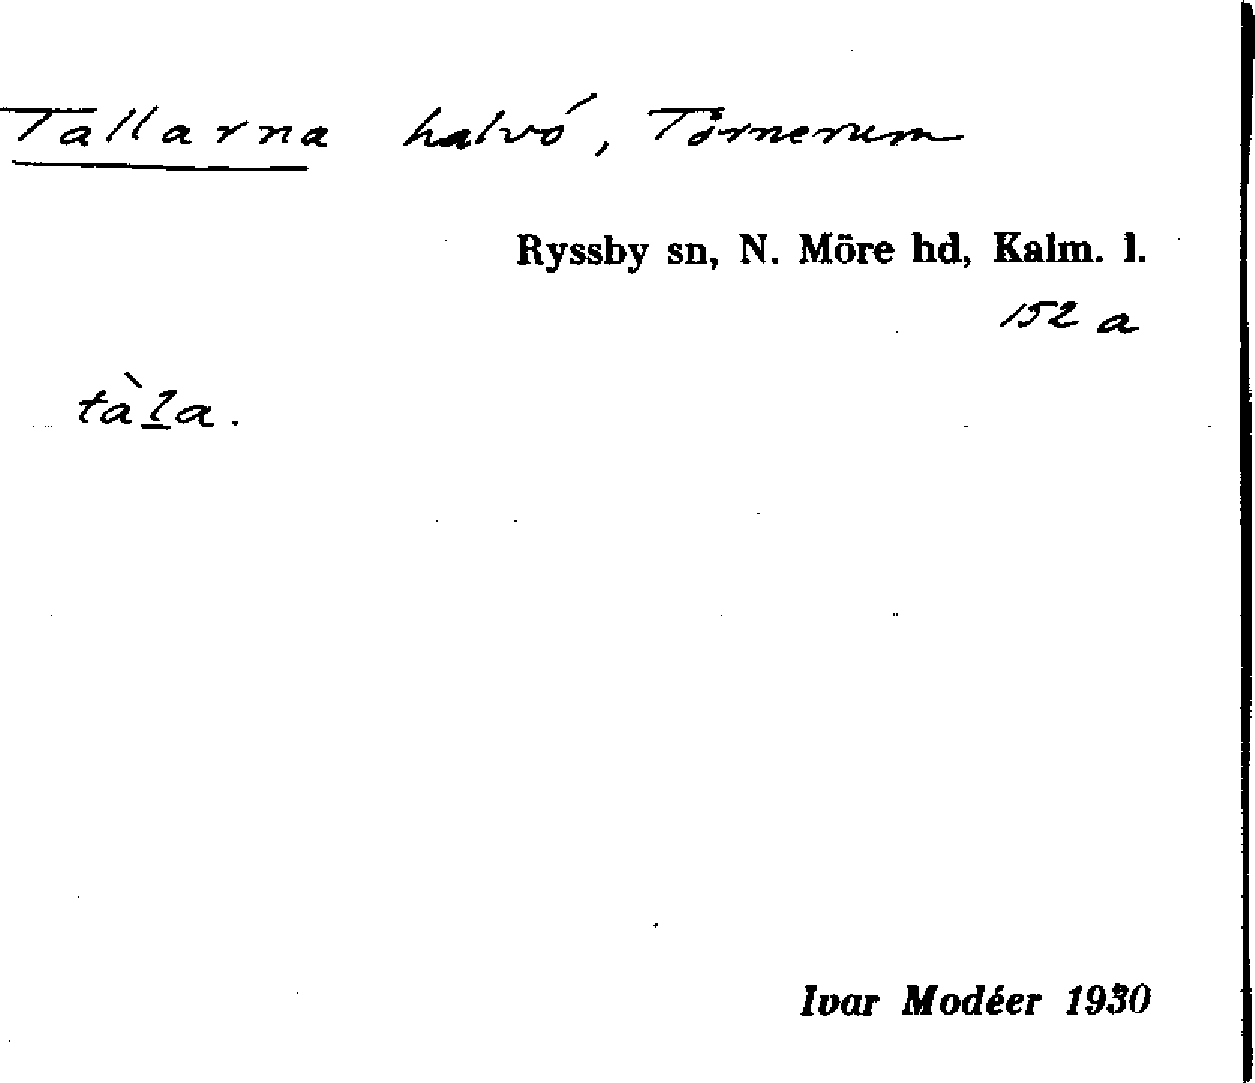 Tallarna halvö, Törnerum
Ryssby sn, N. Möre hd, Kalm. l.
152 a
tàla.
Ivar Modéer 1930